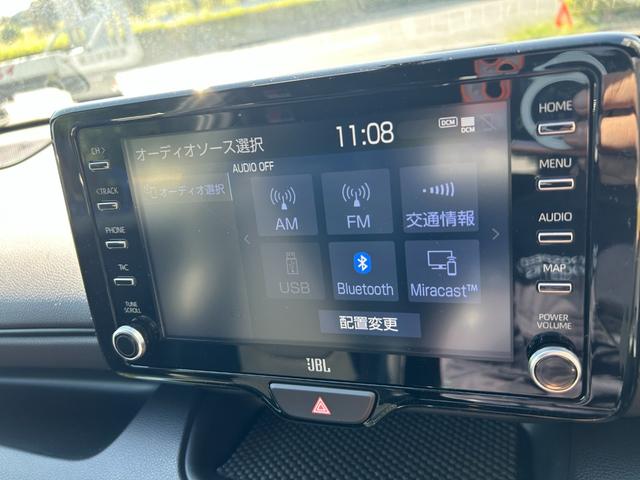 CH >
< TRACK
PHONE
T∧C
TUNE
SCROLL
オーディオソース選択
11:08
DCM
DCM
AUDIO OFF
オーディオ選択
AM
FM
交通情報
USB
Bluetooth
Miracast™
配置変更
JBL
HOME
MENU
AUDIO
MAP
POWER
VOLUME